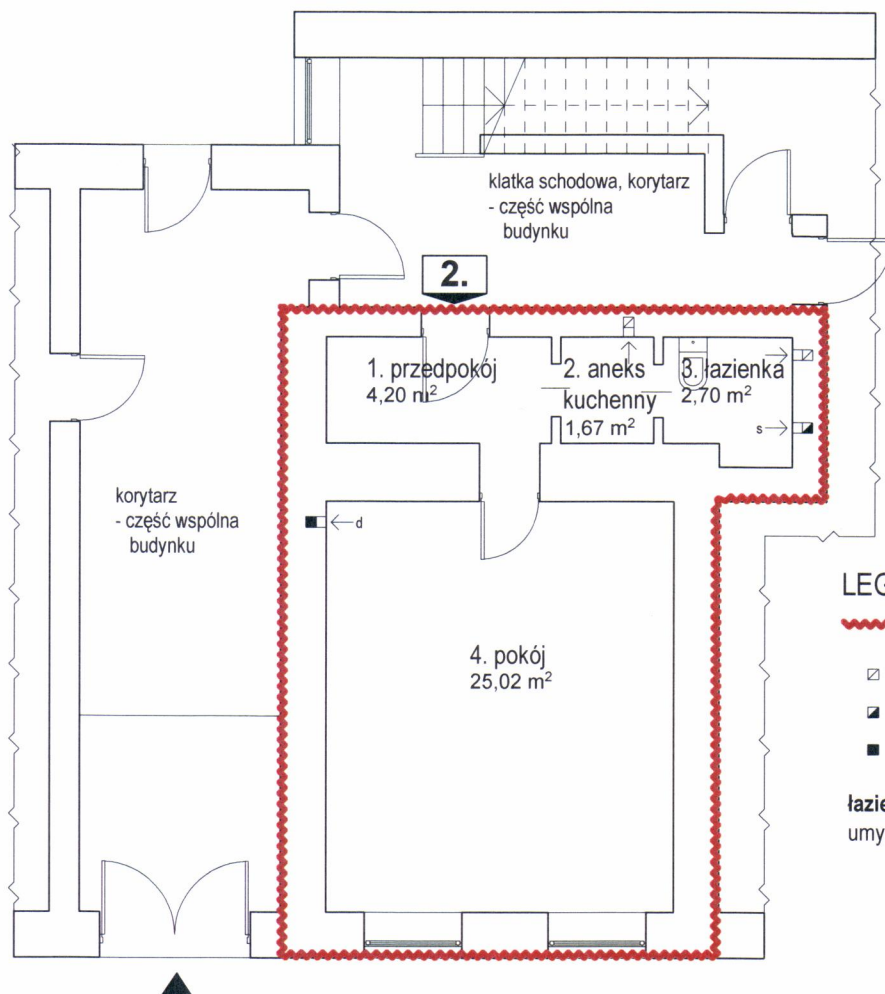 klatka schodowa, korytarz
- część wspólna
budynku
2.
1. przedpokój
4,20 m²
2. aneks
kuchenny
1,67 m²
3. łazienka
2,70 m²
s
korytarz
- część wspólna
budynku
d
LEG
4. pokój
25,02 m²
łazie
umy